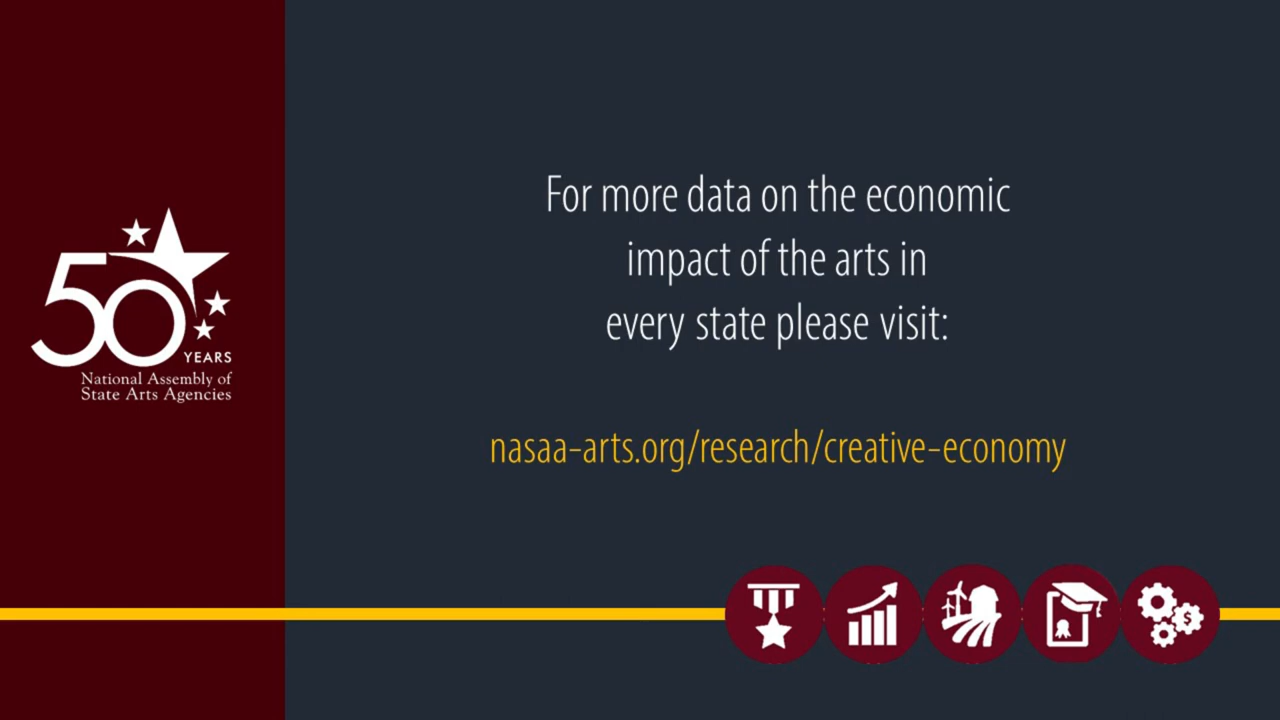 50
YEARS
National Assembly of
State Arts Agencies
For more data on the economic
impact of the arts in
every state please visit:
nasaa-arts.org/research/creative-economy
$